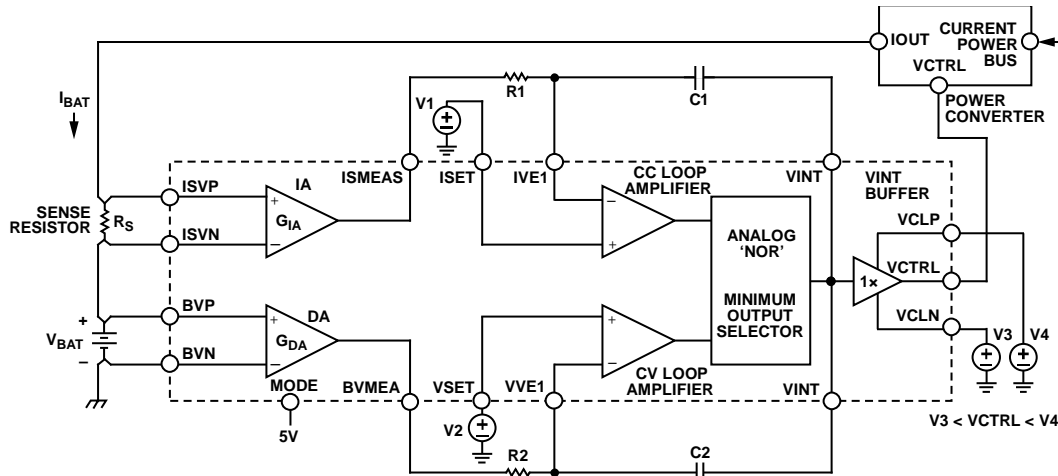 IOUT
CURRENT
POWER
BUS
VCTRL
POWER
CONVERTER
R1
C1
V1
IBAT
ISMEAS
ISET
IVE1
VINT
ISVP
IA
CC LOOP
AMPLIFIER
VINT
BUFFER
SENSE
RESISTOR
RS
GIA
ISVN
VCLP
ANALOG
'NOR'
MINIMUM
OUTPUT
SELECTOR
1×
VCTRL
VCLN
BVP
DA
GDA
VBAT
BVN
V3
V4
MODE
BVMEA
VSET
VVE1
CV LOOP
AMPLIFIER
VINT
5V
V2
V3 < VCTRL < V4
R2
C2